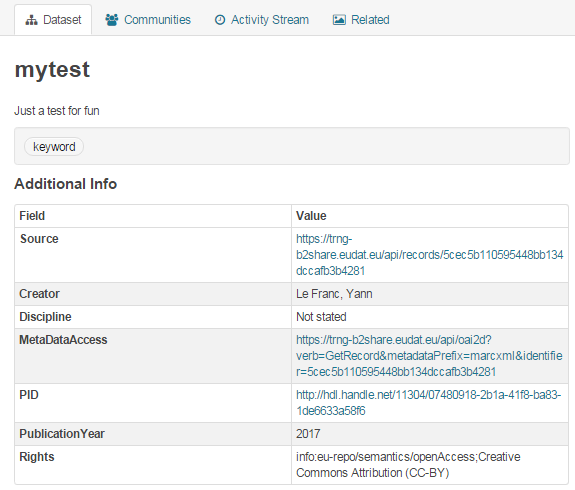 Dataset Communities Activity Stream Related
mytest
Just a test for fun
keyword
Additional Info
Field Value
Source https://trng-
b2share.eudat.eu/api/records/5cec5b110595448bb134
dccafb3b4281
Creator Le Franc, Yann
Discipline Not stated
MetaDataAccess https://trng-b2share.eudat.eu/api/oai2d?
verb=GetRecord&metadataPrefix=marcxml&identifie
r=5cec5b110595448bb134dccafb3b4281
PID http://hdl.handle.net/11304/07480918-2b1a-41f8-ba83-
1de6633a58f6
PublicationYear 2017
Rights info:eu-repo/semantics/openAccess;Creative
Commons Attribution (CC-BY)